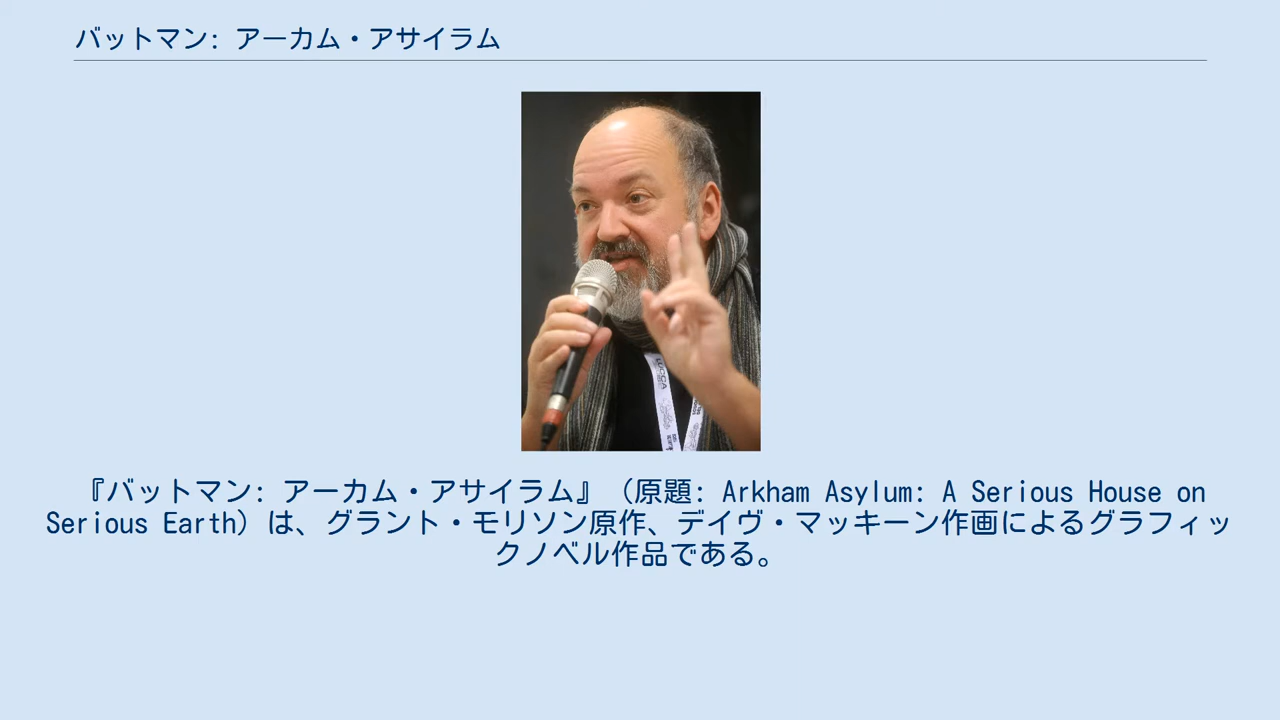 バットマン: アーカム・アサイラム
LUCCA
『バットマン: アーカム・アサイラム』（原題: Arkham Asylum: A Serious House on
Serious Earth）は、グラント・モリソン原作、デイヴ・マッキーン作画によるグラフィッ
クノベル作品である。